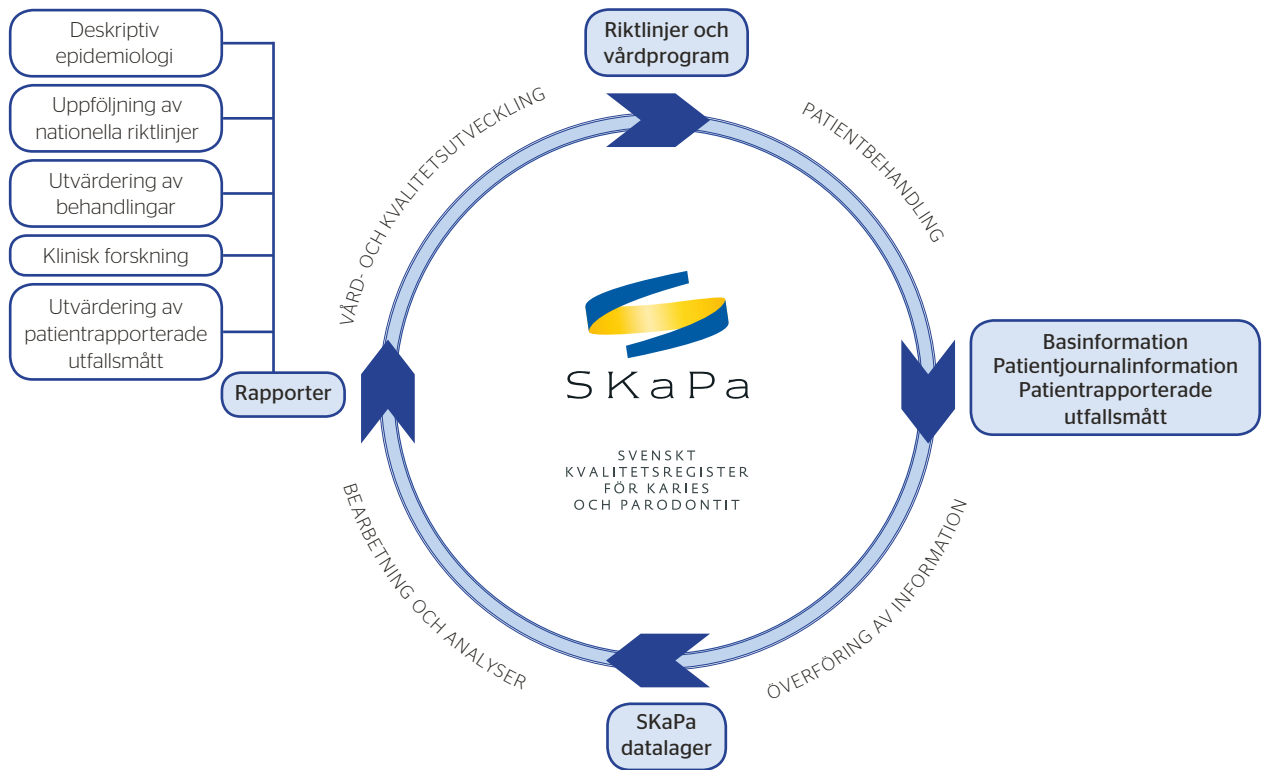 Deskriptiv
epidemiologi
Uppföljning av
nationella riktlinjer
Utvärdering av
behandlingar
Klinisk forskning
Utvärdering av
patientrapporterade
utfallsmått
Rapporter
Riktlinjer och
vårdprogram
VÅRD- OCH KVALITETSUTVECKLING
PATIENTBEHANDLING
Basinformation
Patientjournalinformation
Patientrapporterade
utfallsmått
SKaPa
SVENSKT
KVALITETSREGISTER
FÖR KARIES
OCH PARODONTIT
BEARBETNING OCH ANALYSER
ÖVERFÖRING AV INFORMATION
SKaPa
datalager